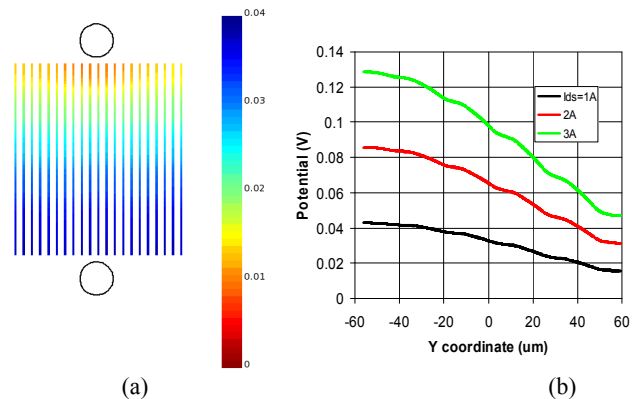 0.04
0.03
0.02
0.01
0
(a)
0.14
0.12
0.1
0.08
0.06
0.04
0.02
0
Potential (V)
Ids=1A
2A
3A
-60 -40 -20 0 20 40 60
Y coordinate (um)
(b)